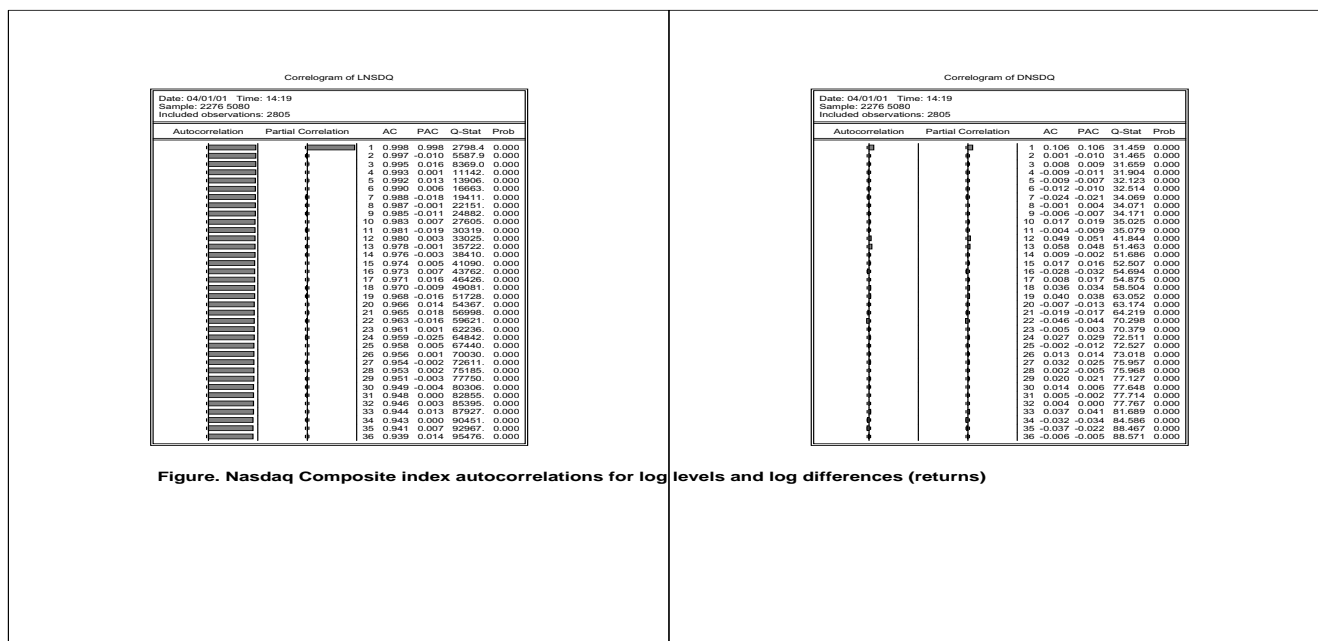 Correlogram of LNSDQ
Date: 04/01/01 Time: 14:19
Sample: 2276 5080
Included observations: 2805
Autocorrelation Partial Correlation AC PAC Q-Stat Prob
1 0.998 0.998 2798.4 0.000
2 0.997 -0.010 5587.9 0.000
3 0.995 0.016 8369.0 0.000
4 0.993 0.001 11142. 0.000
5 0.992 0.013 13906. 0.000
6 0.990 0.006 16663. 0.000
7 0.988 -0.018 19411. 0.000
8 0.987 -0.001 22151. 0.000
9 0.985 -0.011 24882. 0.000
10 0.983 0.007 27605. 0.000
11 0.981 -0.019 30319. 0.000
12 0.980 0.003 33025. 0.000
13 0.978 -0.001 35722. 0.000
14 0.976 -0.003 38410. 0.000
15 0.974 0.005 41090. 0.000
16 0.973 0.007 43762. 0.000
17 0.971 0.016 46426. 0.000
18 0.970 -0.009 49081. 0.000
19 0.968 -0.016 51728. 0.000
20 0.966 0.014 54367. 0.000
21 0.965 0.018 56998. 0.000
22 0.963 -0.016 59621. 0.000
23 0.961 0.001 62236. 0.000
24 0.959 -0.025 64842. 0.000
25 0.958 0.005 67440. 0.000
26 0.956 0.001 70030. 0.000
27 0.954 -0.002 72611. 0.000
28 0.953 0.002 75185. 0.000
29 0.951 -0.003 77750. 0.000
30 0.949 -0.004 80306. 0.000
31 0.948 0.000 82855. 0.000
32 0.946 0.003 85395. 0.000
33 0.944 0.013 87927. 0.000
34 0.943 0.000 90451. 0.000
35 0.941 0.007 92967. 0.000
36 0.939 0.014 95476. 0.000
Correlogram of DNSDQ
Date: 04/01/01 Time: 14:19
Sample: 2276 5080
Included observations: 2805
Autocorrelation Partial Correlation AC PAC Q-Stat Prob
1 0.106 0.106 31.459 0.000
2 0.001 -0.010 31.465 0.000
3 0.008 0.009 31.659 0.000
4 -0.009 -0.011 31.904 0.000
5 -0.009 -0.007 32.123 0.000
6 -0.012 -0.010 32.514 0.000
7 -0.024 -0.021 34.069 0.000
8 -0.001 0.004 34.071 0.000
9 -0.006 -0.007 34.171 0.000
10 0.017 0.019 35.025 0.000
11 -0.004 -0.009 35.079 0.000
12 0.049 0.051 41.844 0.000
13 0.058 0.048 51.463 0.000
14 0.009 -0.002 51.686 0.000
15 0.017 0.016 52.507 0.000
16 -0.028 -0.032 54.694 0.000
17 0.008 0.017 54.875 0.000
18 0.036 0.034 58.504 0.000
19 0.040 0.038 63.052 0.000
20 -0.007 -0.013 63.174 0.000
21 -0.019 -0.017 64.219 0.000
22 -0.046 -0.044 70.298 0.000
23 -0.005 0.003 70.379 0.000
24 0.027 0.029 72.511 0.000
25 -0.002 -0.012 72.527 0.000
26 0.013 0.014 73.018 0.000
27 0.032 0.025 75.957 0.000
28 0.002 -0.005 75.968 0.000
29 0.020 0.021 77.127 0.000
30 0.014 0.006 77.648 0.000
31 0.005 -0.002 77.714 0.000
32 0.004 0.000 77.767 0.000
33 0.037 0.041 81.689 0.000
34 -0.032 -0.034 84.586 0.000
35 -0.037 -0.022 88.467 0.000
36 -0.006 -0.005 88.571 0.000
Figure. Nasdaq Composite index autocorrelations for log levels and log differences (returns)